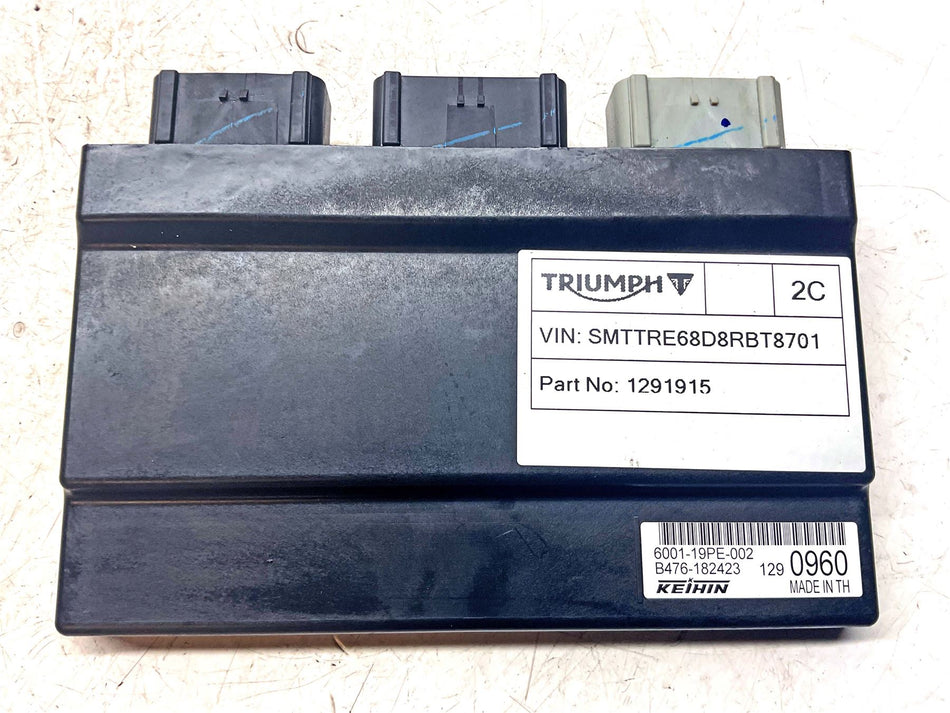 TRIUMPH 2C
VIN: SMTTRE68D8RBT8701
Part No: 1291915
6001-19PE-002
B476-182423 129 0960
KEIHIN MADE IN TH